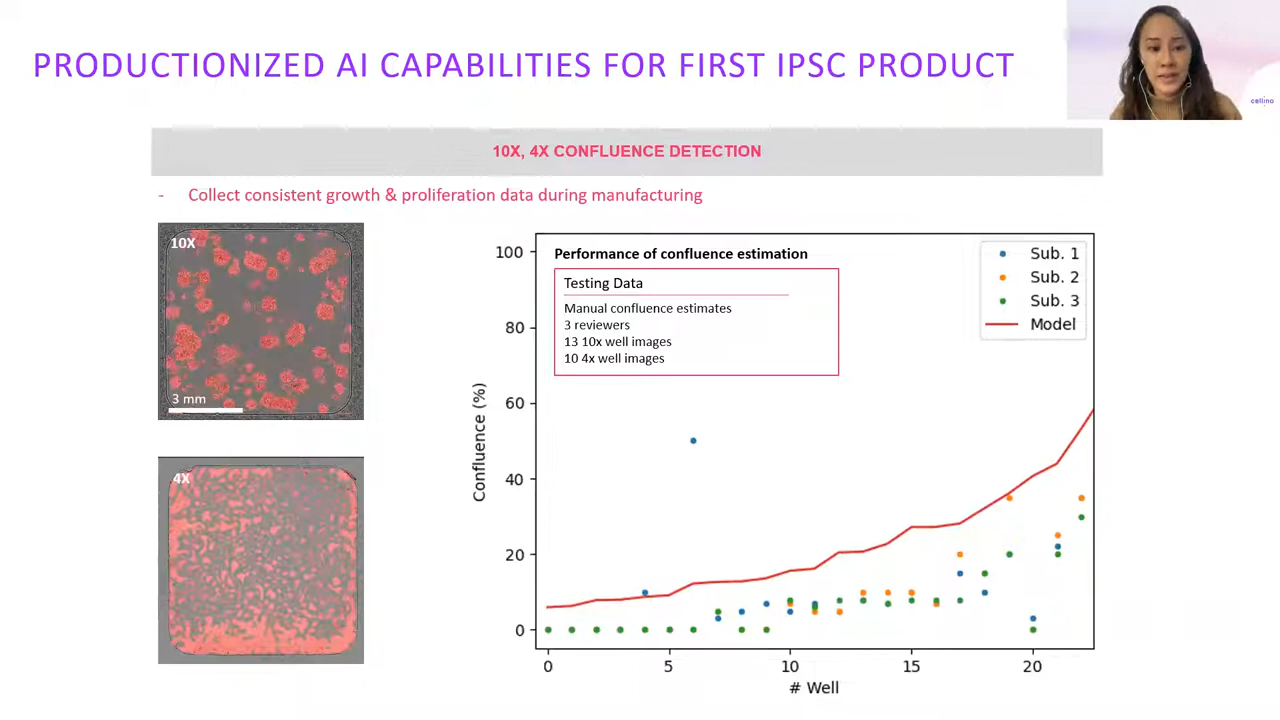 PRODUCTIONIZED AI CAPABILITIES FOR FIRST IPSC PRODUCT
cellino
10X, 4X CONFLUENCE DETECTION
- Collect consistent growth & proliferation data during manufacturing
10X
3 mm
4X
Performance of confluence estimation
Testing Data
Manual confluence estimates
3 reviewers
13 10x well images
10 4x well images
Sub. 1
Sub. 2
Sub. 3
Model
Confluence (%)
100
80
60
40
20
0
0 5 10 15 20
# Well